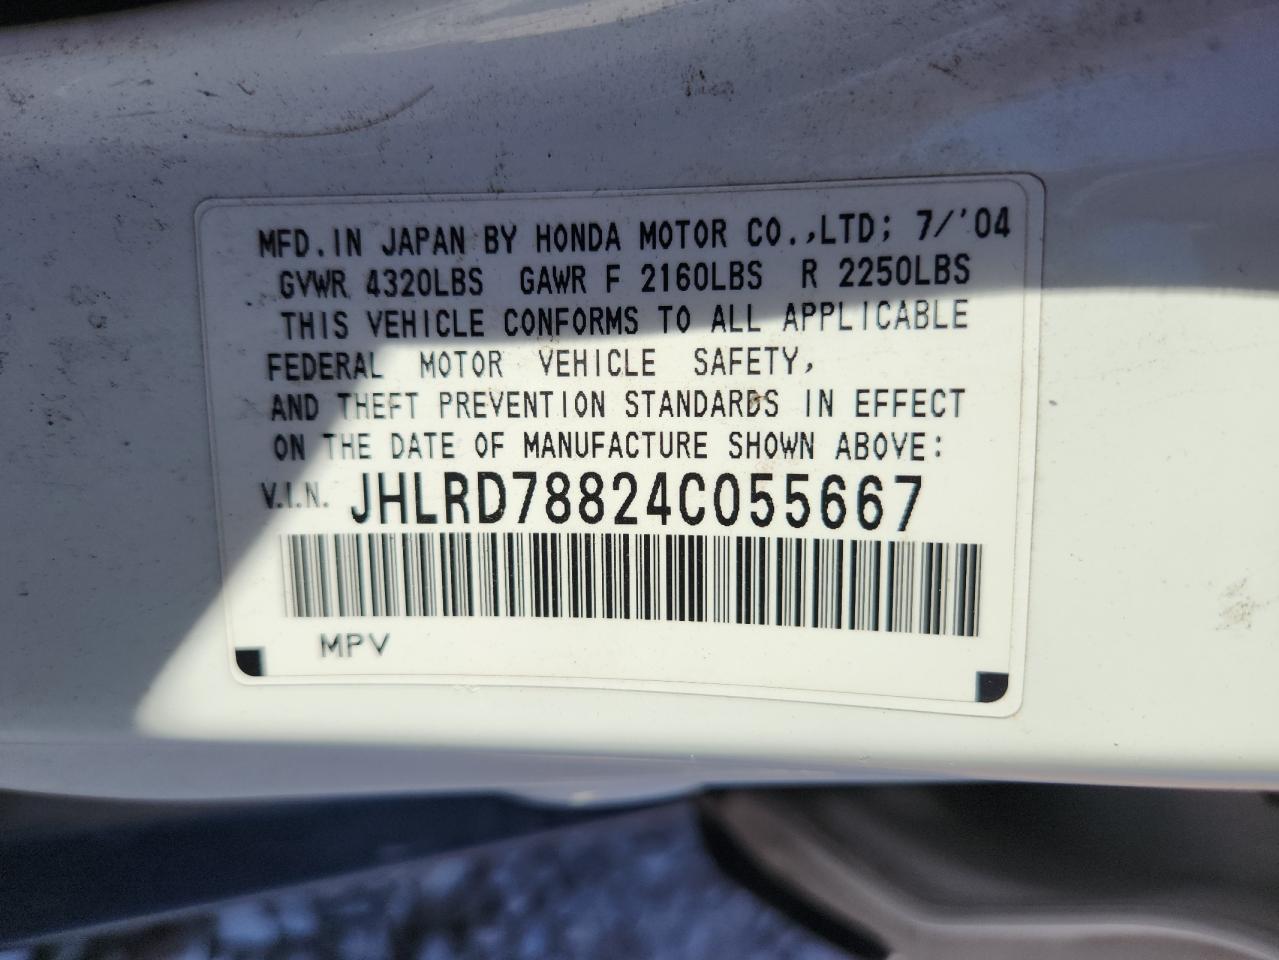 MFD. IN JAPAN BY HONDA MOTOR CO.,LTD; 7/'04
GVWR 4320LBS GAWR F 2160LBS R 2250LBS
THIS VEHICLE CONFORMS TO ALL APPLICABLE
FEDERAL MOTOR VEHICLE SAFETY,
AND THEFT PREVENTION STANDARDS IN EFFECT
ON THE DATE OF MANUFACTURE SHOWN ABOVE:
V.I.N. JHLRD78824C055667
MPV